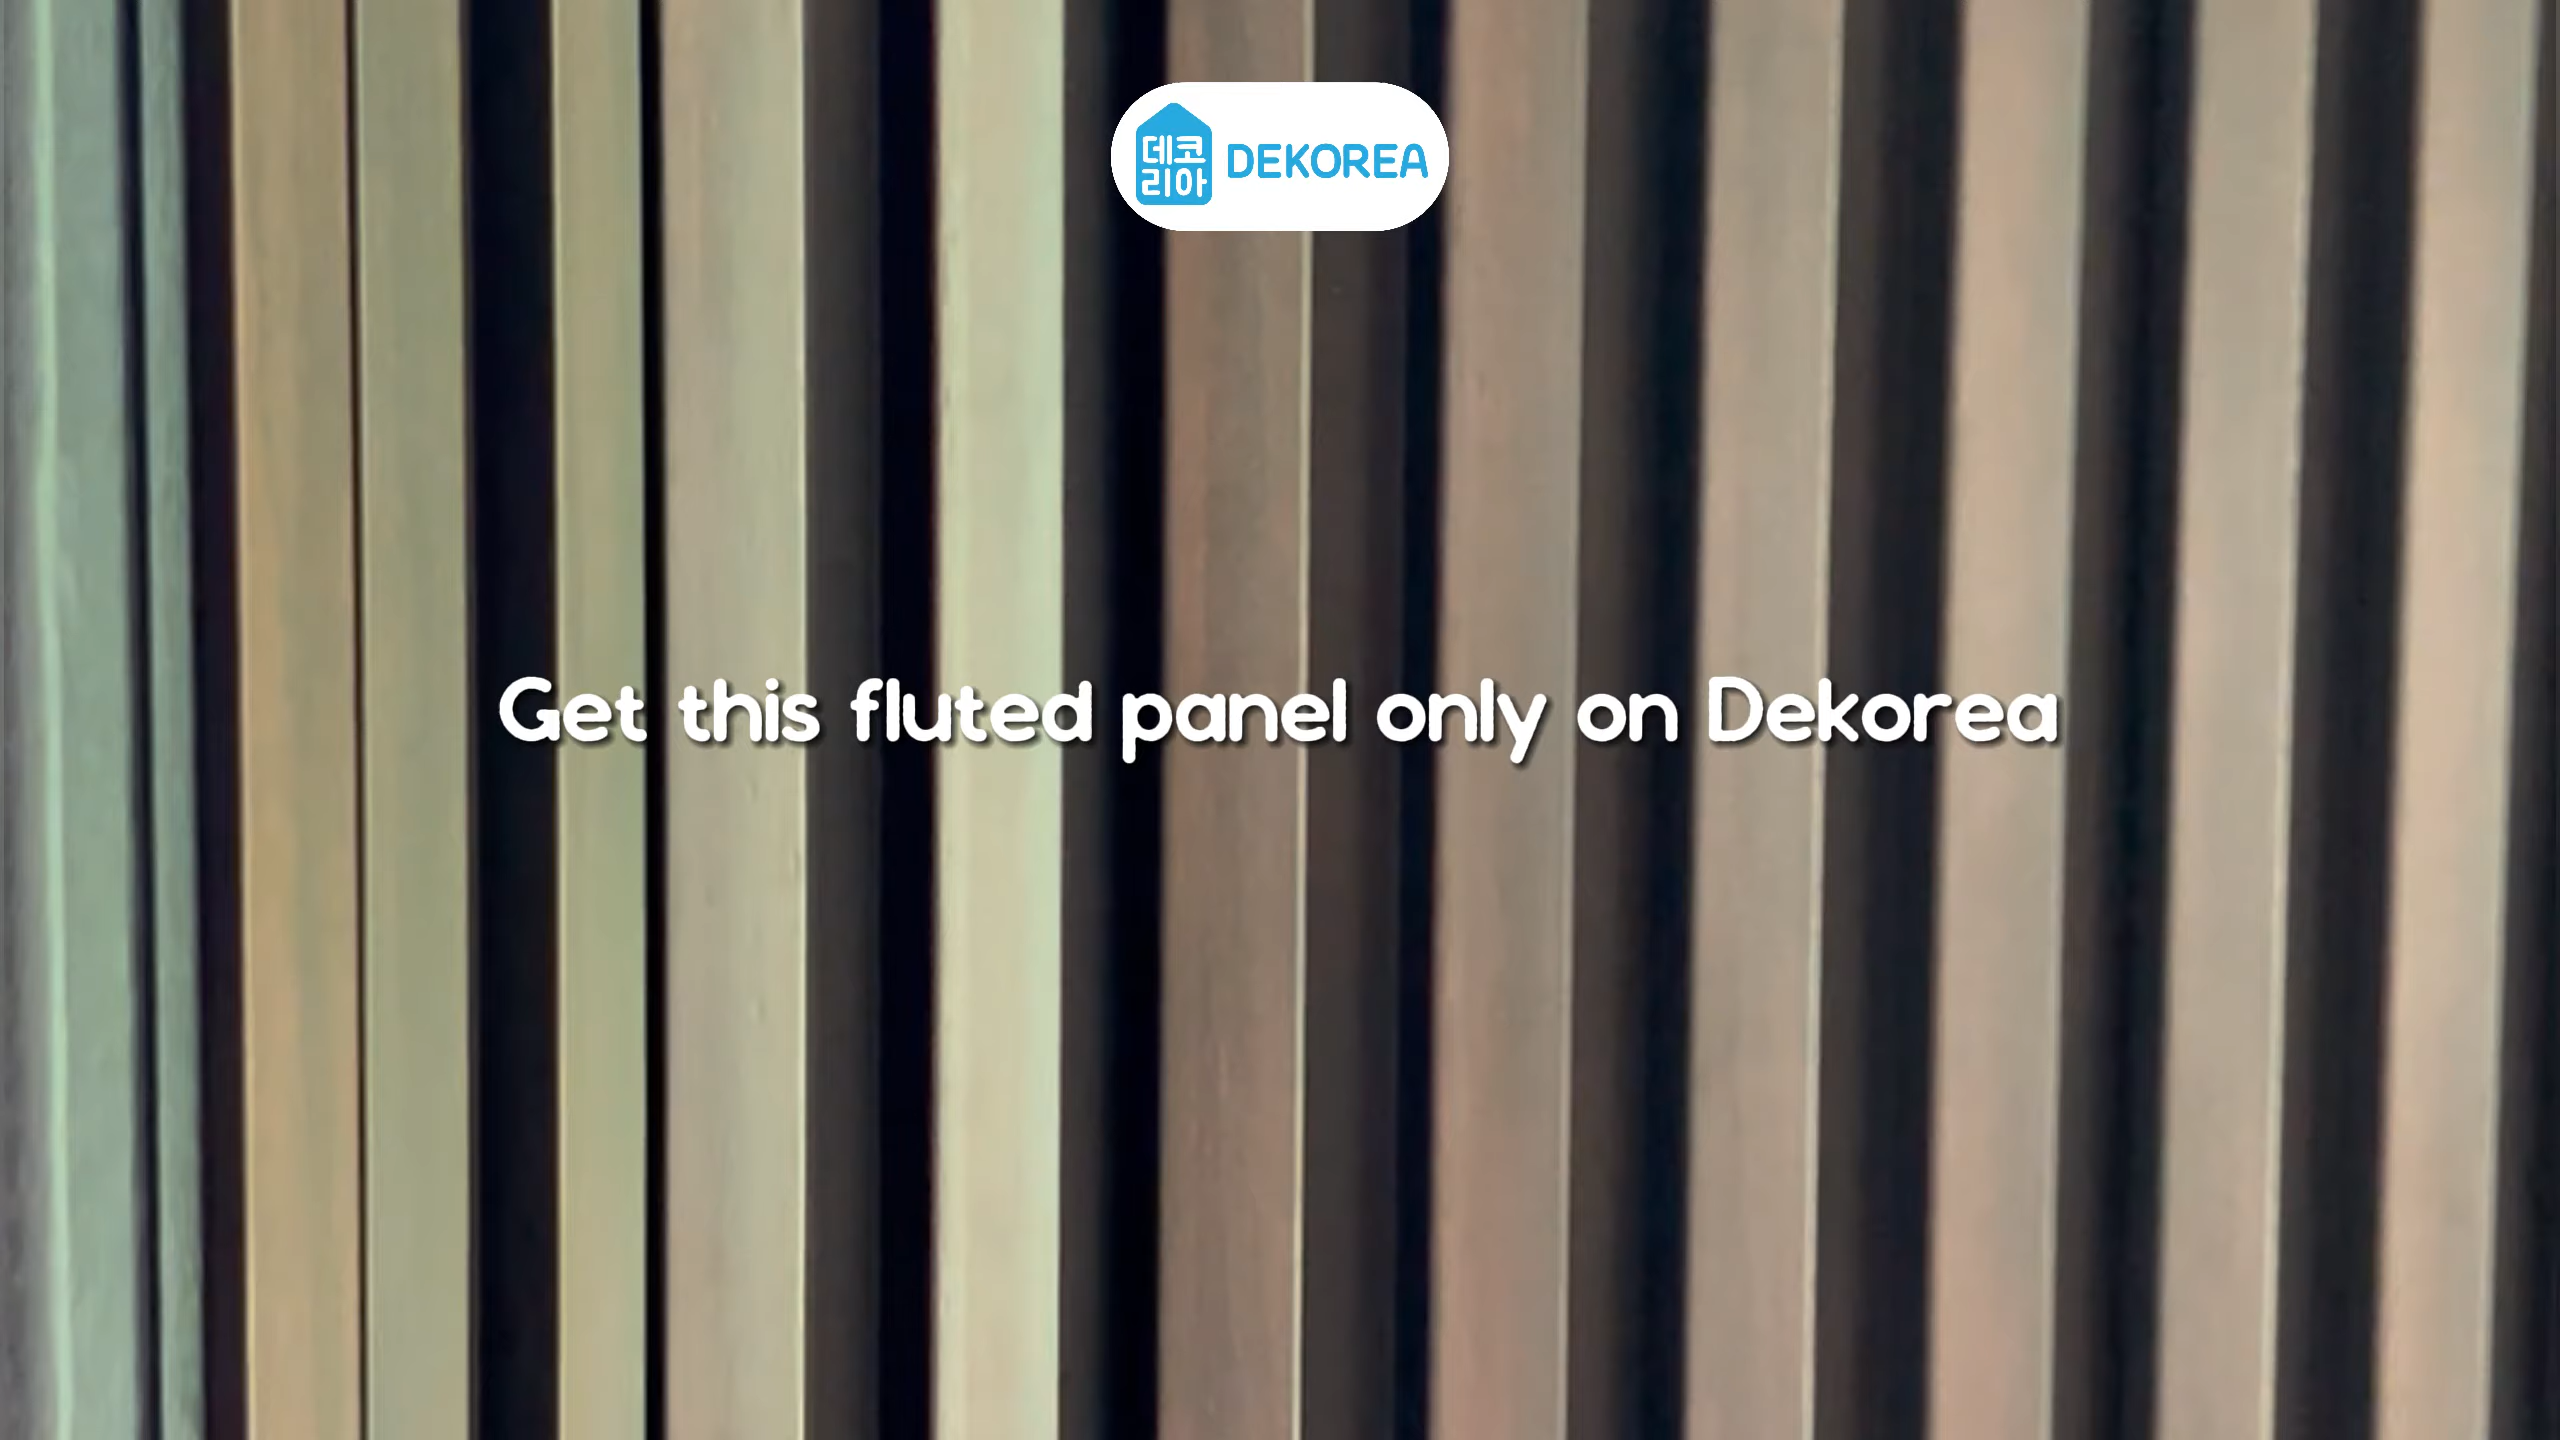 데코
리아
DEKOREA
Get this fluted panel only on Dekorea